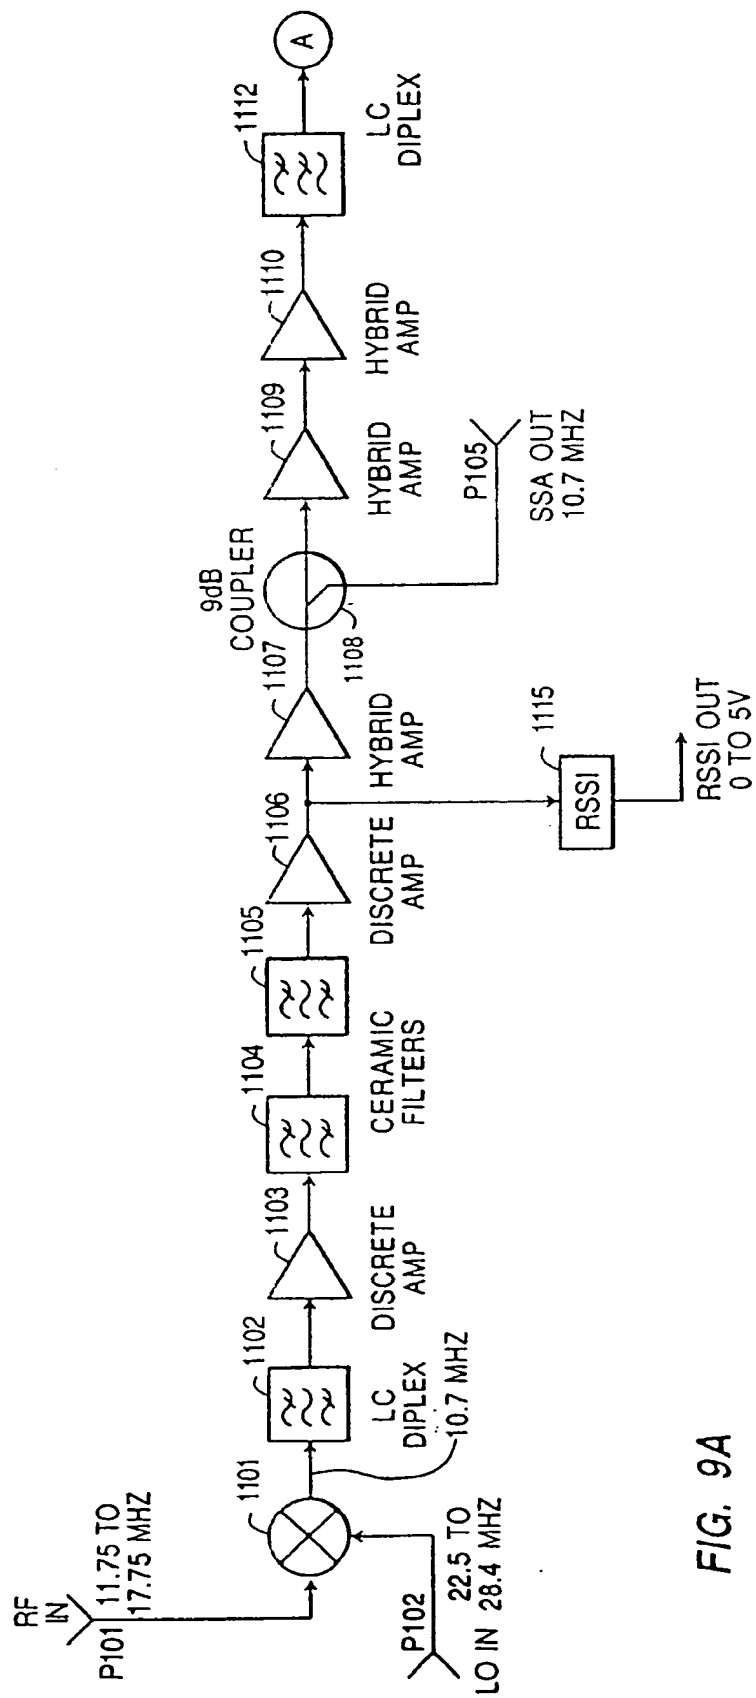 RF
IN
P101
11.75 TO
17.75 MHZ
1101
P102
22.5 TO
LO IN 28.4 MHZ
10.7 MHZ
1102
LC
DIPLEX
1103
DISCRETE
AMP
1104
1105
CERAMIC
FILTERS
1106
DISCRETE
AMP
1107
HYBRID
AMP
1115
RSSI
RSSI OUT
0 TO 5V
9dB
COUPLER
1108
P105
SSA OUT
10.7 MHZ
1109
HYBRID
AMP
1110
HYBRID
AMP
1112
LC
DIPLEX
A
FIG. 9A